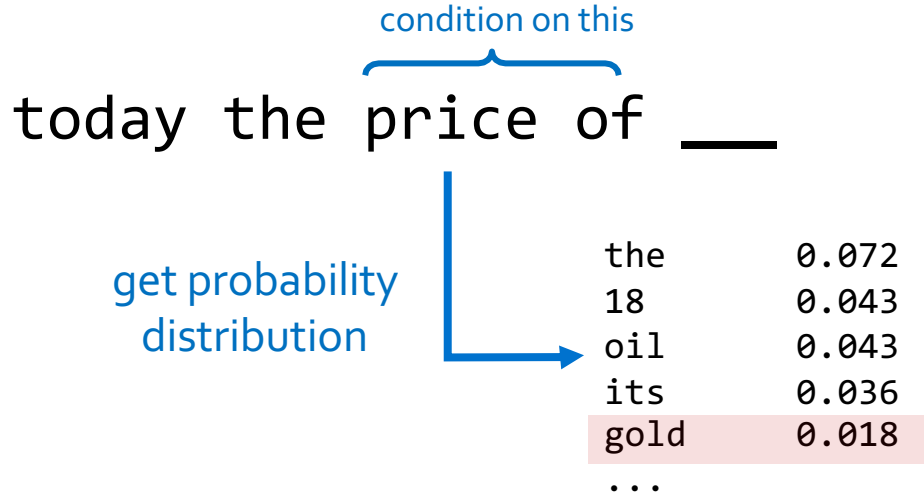 condition on this
today the price of ___
get probability
distribution
the 0.072
18 0.043
oil 0.043
its 0.036
gold 0.018
...